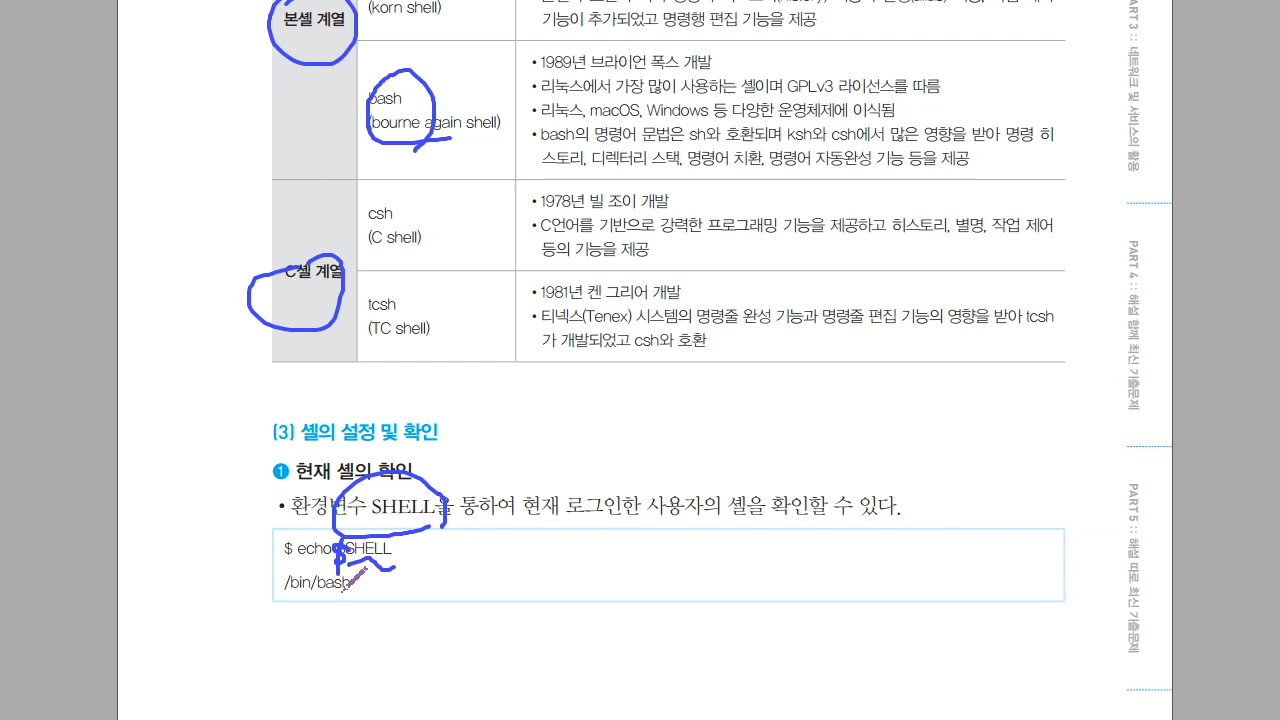 (korn shell)
본셸 계열
기능이 추가되었고 명령행 편집 기능을 제공
• 1989년 브라이언 폭스 개발
• 리눅스에서 가장 많이 사용하는 셸이며 GPLv3 라이선스를 따름
bash
(bourne again shell)
• 리눅스, macOS, Windows 등 다양한 운영체제에 이식됨
• bash의 명령어 문법은 sh와 호환되며 ksh와 csh에서 많은 영향을 받아 명령 히
스토리, 디렉터리 스택, 명령어 치환, 명령어 자동완성 기능 등을 제공
C셸 계열
csh
(C shell)
• 1978년 빌 조이 개발
• C언어를 기반으로 강력한 프로그래밍 기능을 제공하고 히스토리, 별명, 작업 제어
등의 기능을 제공
tcsh
(TC shell)
• 1981년 켄 그리어 개발
• 티넥스(Tenex) 시스템의 명령줄 완성 기능과 명령줄 편집 기능의 영향을 받아 tcsh
가 개발되었고 csh와 호환
(3) 셸의 설정 및 확인
1 현재 셸의 확인
• 환경변수 SHELL을 통하여 현재 로그인한 사용자의 셸을 확인할 수 있다.
$ echo $SHELL
/bin/bash
PART 3 :: 네트워크 및 서비스의 활용
PART 4 :: 해설 함께 최신 기출문제
PART 5 :: 해설 따로 최신 기출문제